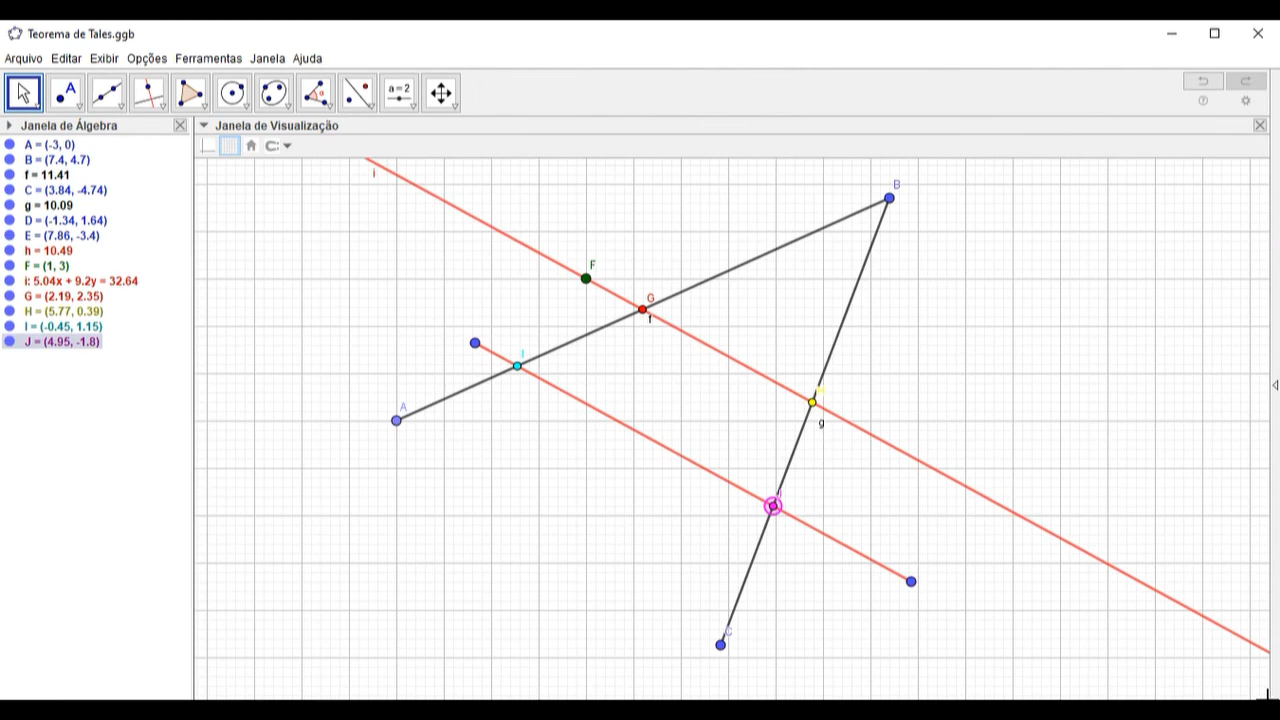 Teorema de Tales.ggb
Arquivo Editar Exibir Opções Ferramentas Janela Ajuda
A
α
a=2
Janela de Álgebra
Janela de Visualização
A = (-3, 0)
B = (7.4, 4.7)
f = 11.41
C = (3.84, -4.74)
g = 10.09
D = (-1.34, 1.64)
E = (7.86, -3.4)
h = 10.49
F = (1, 3)
i: 5.04x + 9.2y = 32.64
G = (2.19, 2.35)
H = (5.77, 0.39)
I = (-0.45, 1.15)
J = (4.95, -1.8)
i
B
F
G
f
I
A
H
g
J
C